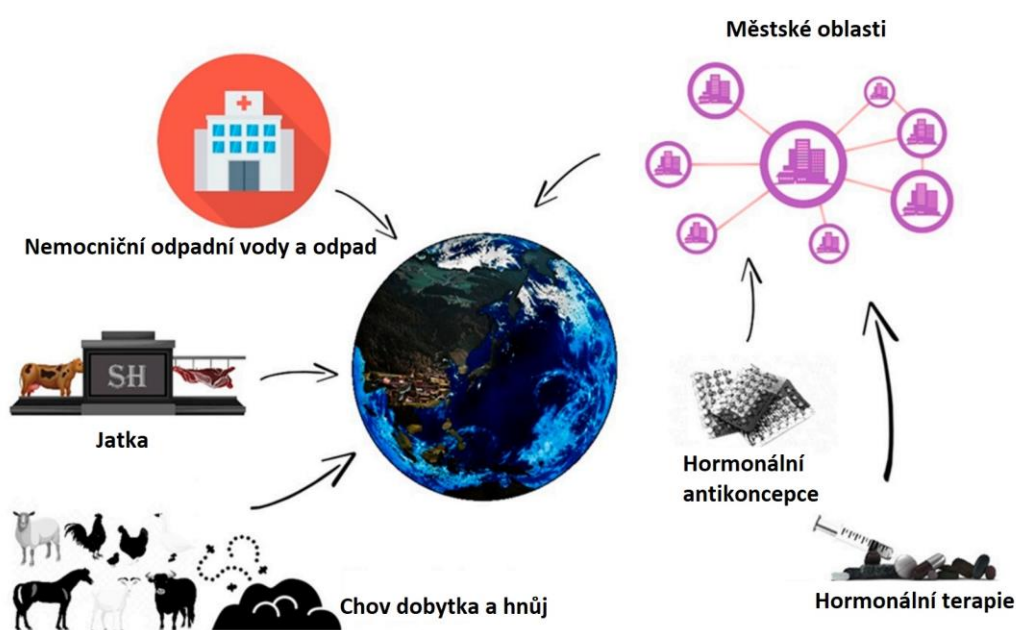 Městské oblasti
Nemocniční odpadní vody a odpad
SH
Jatka
Hormonální
antikoncepce
Chov dobytka a hnůj
Hormonální terapie